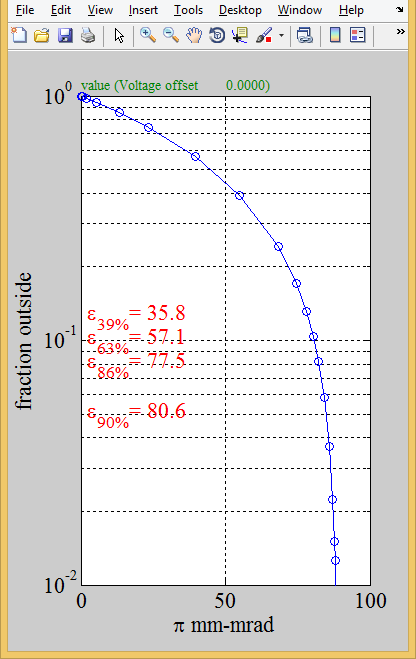 File Edit View Insert Tools Desktop Window Help
value (Voltage offset 0.0000)
10^0
ε39% = 35.8
10^-1
ε63% = 57.1
ε86% = 77.5
fraction outside
ε90% = 80.6
10^-2
0 50 100
π mm-mrad